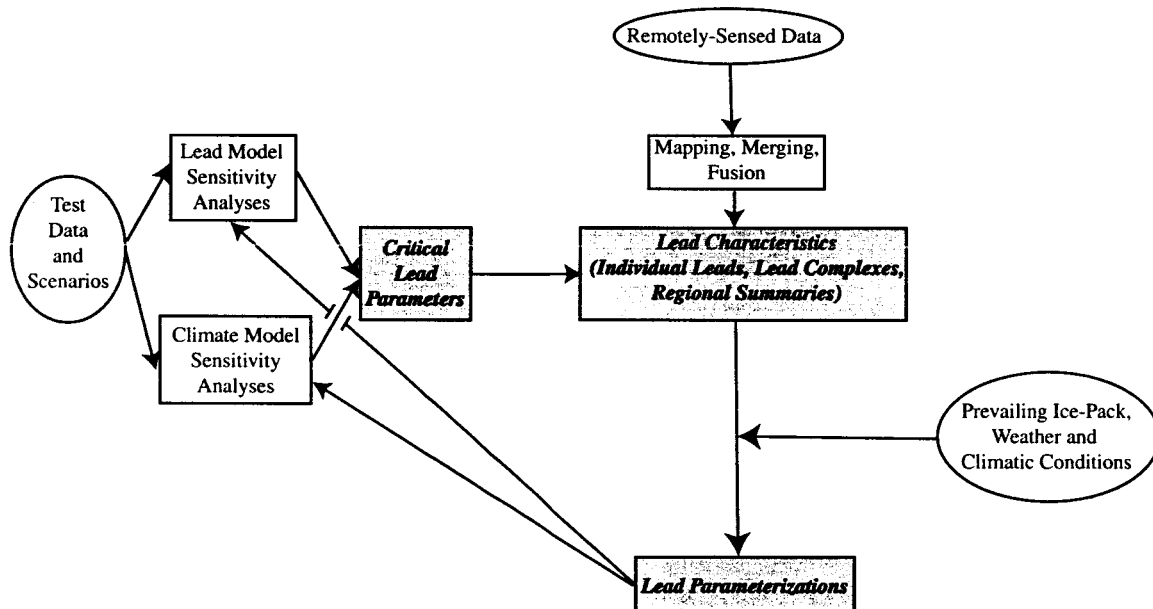 Remotely-Sensed Data
Mapping, Merging,
Fusion
Lead Model
Sensitivity
Analyses
Test
Data
and
Scenarios
Critical
Lead
Parameters
Lead Characteristics
(Individual Leads, Lead Complexes,
Regional Summaries)
Climate Model
Sensitivity
Analyses
Prevailing Ice-Pack,
Weather and
Climatic Conditions
Lead Parameterizations